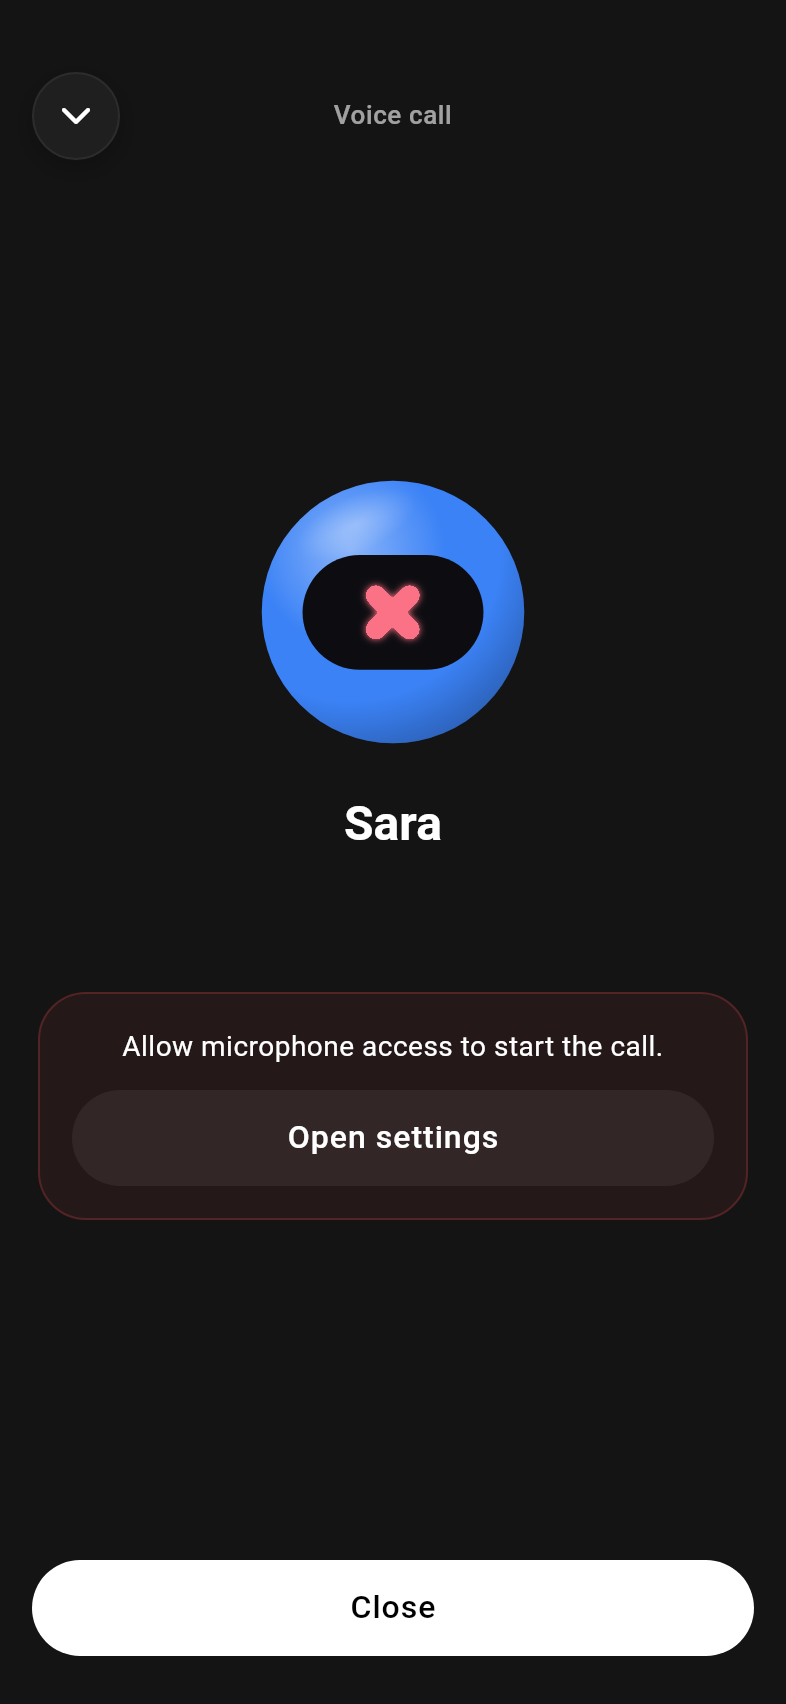 Voice call
Sara
Allow microphone access to start the call.
Open settings
Close